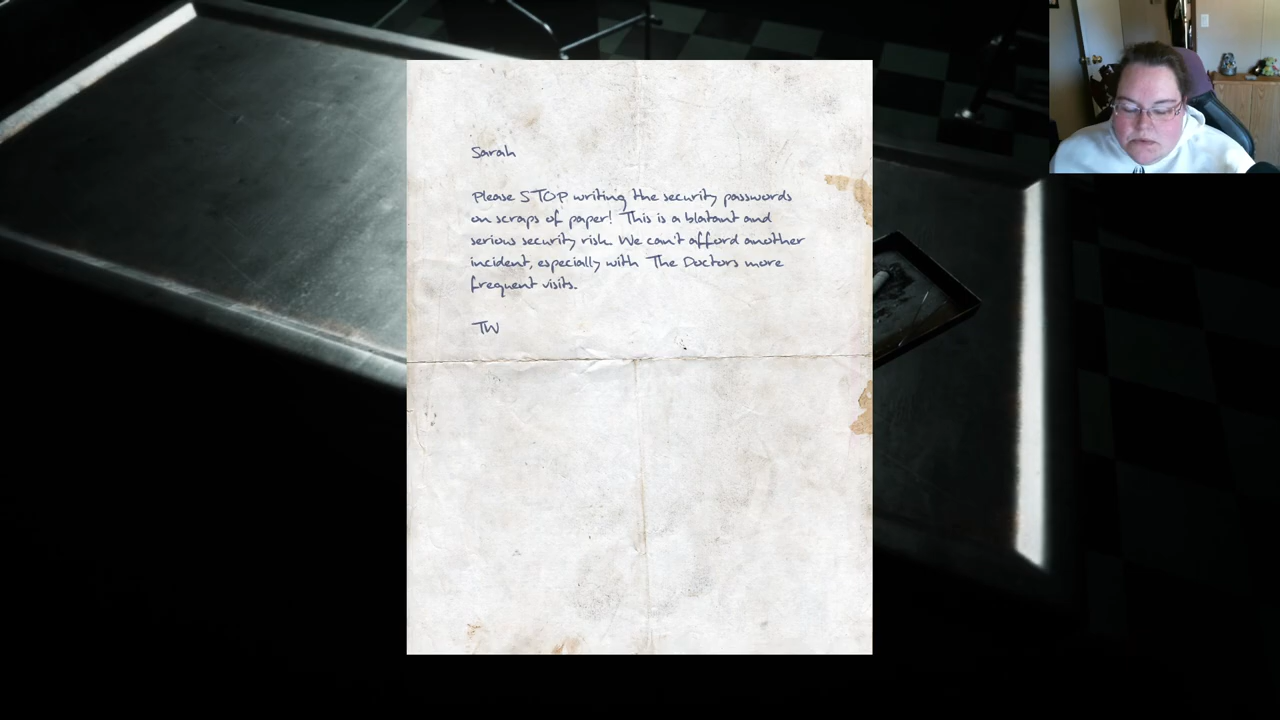 Sarah
Please STOP writing the security passwords
on scraps of paper! This is a blatant and
serious security risk. We can't afford another
incident, especially with The Doctors more
frequent visits.
TW